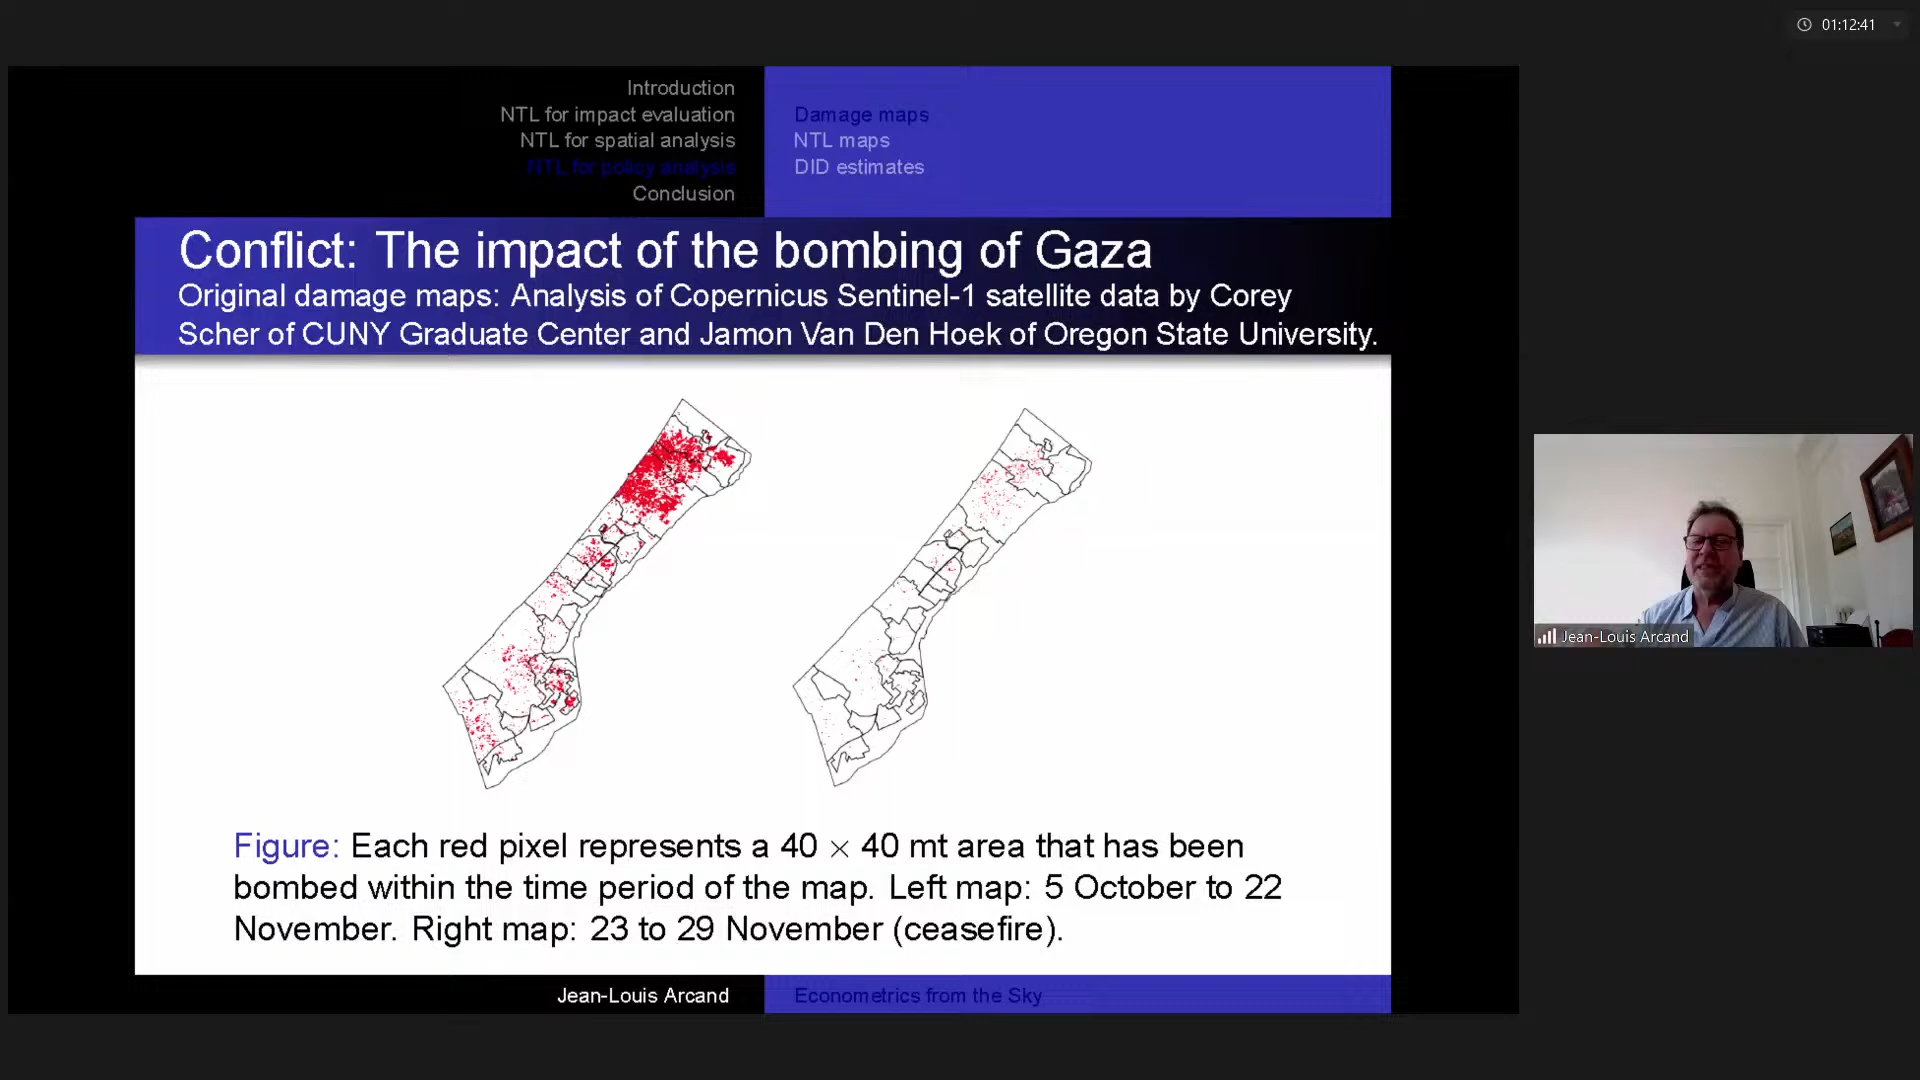 01:12:41
Introduction
NTL for impact evaluation
NTL for spatial analysis
NTL for policy analysis
Conclusion
Damage maps
NTL maps
DID estimates
Conflict: The impact of the bombing of Gaza
Original damage maps: Analysis of Copernicus Sentinel-1 satellite data by Corey
Scher of CUNY Graduate Center and Jamon Van Den Hoek of Oregon State University.
Figure: Each red pixel represents a 40 × 40 mt area that has been
bombed within the time period of the map. Left map: 5 October to 22
November. Right map: 23 to 29 November (ceasefire).
Jean-Louis Arcand
Econometrics from the Sky
Jean-Louis Arcand